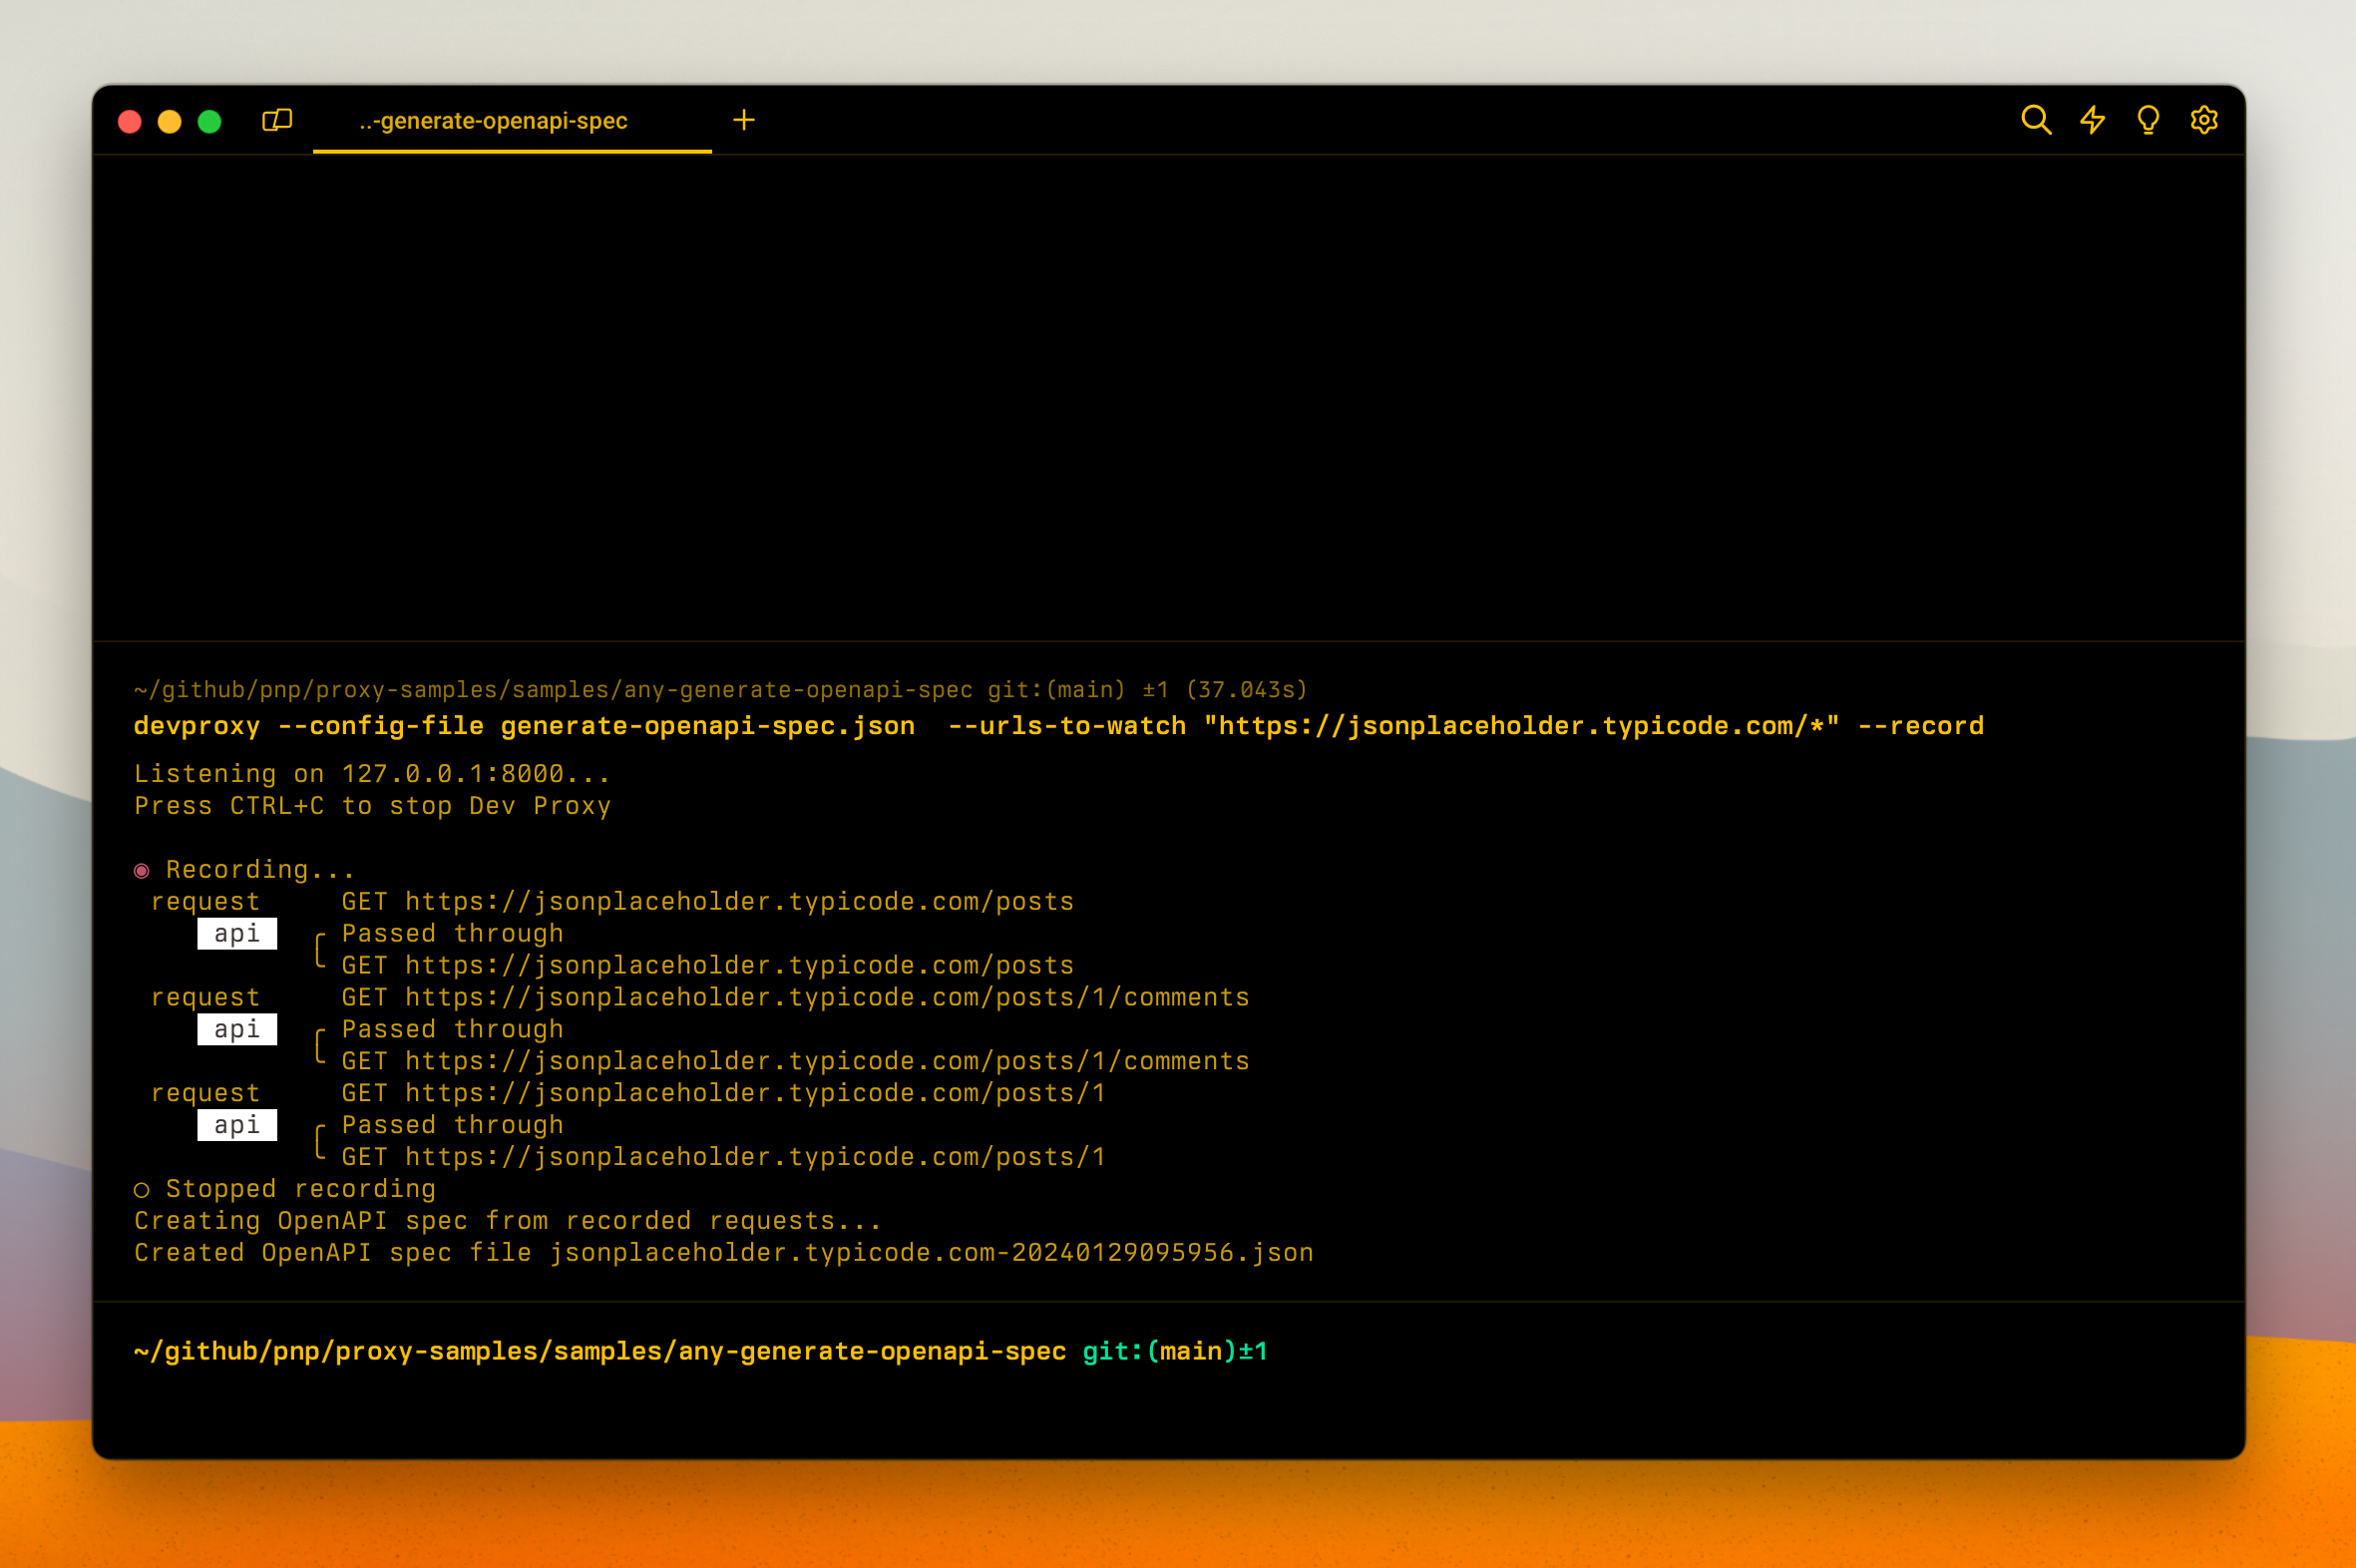 ..-generate-openapi-spec
~/github/pnp/proxy-samples/samples/any-generate-openapi-spec git:(main) ±1 (37.043s)
devproxy --config-file generate-openapi-spec.json  --urls-to-watch "https://jsonplaceholder.typicode.com/*" --record
Listening on 127.0.0.1:8000...
Press CTRL+C to stop Dev Proxy
◉ Recording...
request GET https://jsonplaceholder.typicode.com/posts
api ╭ Passed through
╰ GET https://jsonplaceholder.typicode.com/posts
request GET https://jsonplaceholder.typicode.com/posts/1/comments
api ╭ Passed through
╰ GET https://jsonplaceholder.typicode.com/posts/1/comments
request GET https://jsonplaceholder.typicode.com/posts/1
api ╭ Passed through
╰ GET https://jsonplaceholder.typicode.com/posts/1
○ Stopped recording
Creating OpenAPI spec from recorded requests...
Created OpenAPI spec file jsonplaceholder.typicode.com-20240129095956.json
~/github/pnp/proxy-samples/samples/any-generate-openapi-spec git:(main)±1